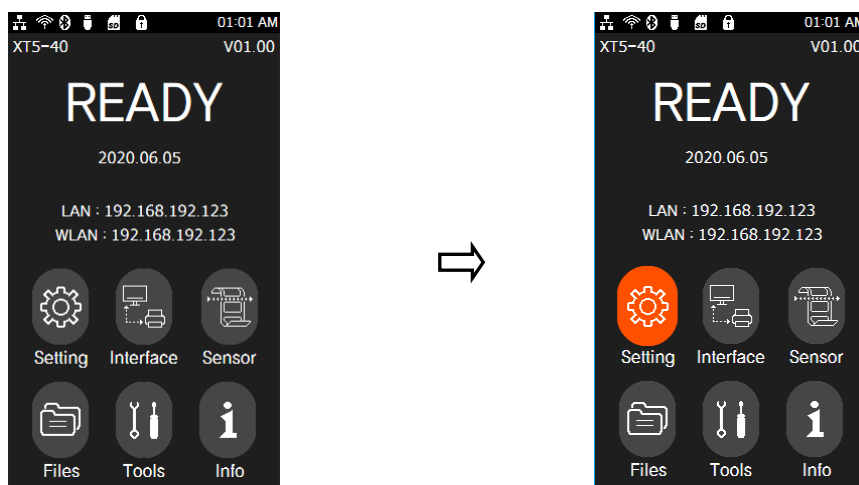 01:01 AM
XT5-40 V01.00
READY
2020.06.05
LAN : 192.168.192.123
WLAN : 192.168.192.123
Setting Interface Sensor
Files Tools Info
01:01 AM
XT5-40 V01.00
READY
2020.06.05
LAN : 192.168.192.123
WLAN : 192.168.192.123
Setting Interface Sensor
Files Tools Info